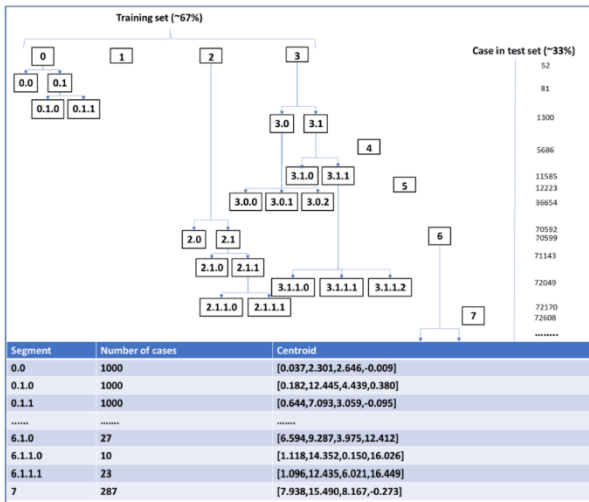 Training set (~67%)
Case in test set (~33%)
0 1 2 3
52
0.0 0.1
81
0.1.0 0.1.1
1300
3.0 3.1
4
5686
3.1.0 3.1.1
11585
5
12223
3.0.0 3.0.1 3.0.2
36654
6
70592
2.0 2.1
70599
71143
2.1.0 2.1.1
72049
3.1.1.0 3.1.1.1 3.1.1.2
2.1.1.0 2.1.1.1
72170
7
72608
........
Segment Number of cases Centroid
0.0 1000 [0.037,2.301,2.646,-0.009]
0.1.0 1000 [0.182,12.445,4.439,0.380]
0.1.1 1000 [0.644,7.093,3.059,-0.095]
...... ....... .......
6.1.0 27 [6.594,9.287,3.975,12.412]
6.1.1.0 10 [1.118,14.352,0.150,16.026]
6.1.1.1 23 [1.096,12.435,6.021,16.449]
7 287 [7.938,15.490,8.167,-0.273]